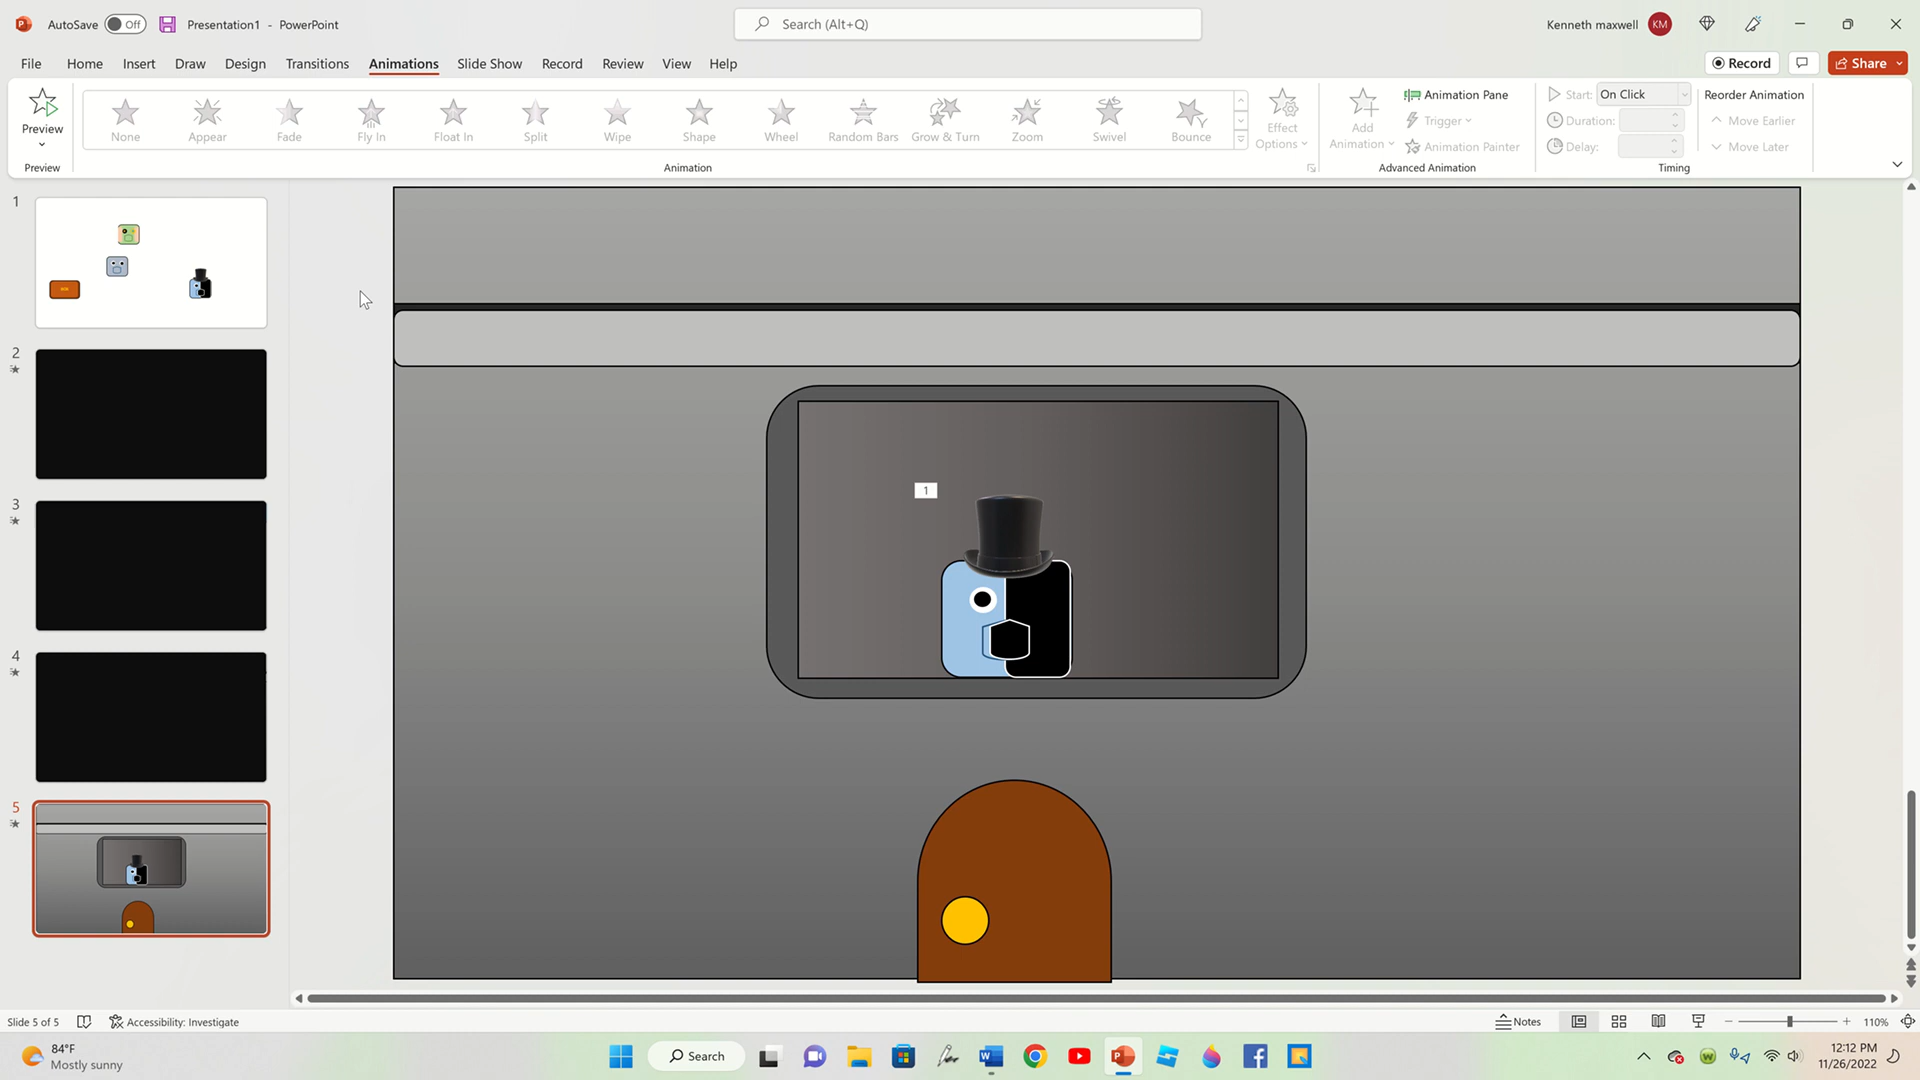 AutoSave Off Presentation1 - PowerPoint Search (Alt+Q) Kenneth maxwell KM
File Home Insert Draw Design Transitions Animations Slide Show Record Review View Help Record Share
Preview None Appear Fade Fly In Split Float In Wipe Shape Wheel Random Bars Grow & Turn Zoom Swivel Bounce Effect Options Add Animation
Animation Pane Start: On Click Reorder Animation
Trigger Duration: Move Earlier
Animation Painter Delay: Move Later
Preview Animation Advanced Animation Timing
1
2
3
4
5
1
Slide 5 of 5 Accessibility: Investigate Notes 110%
84°F
Mostly sunny
Search
12:12 PM
11/26/2022